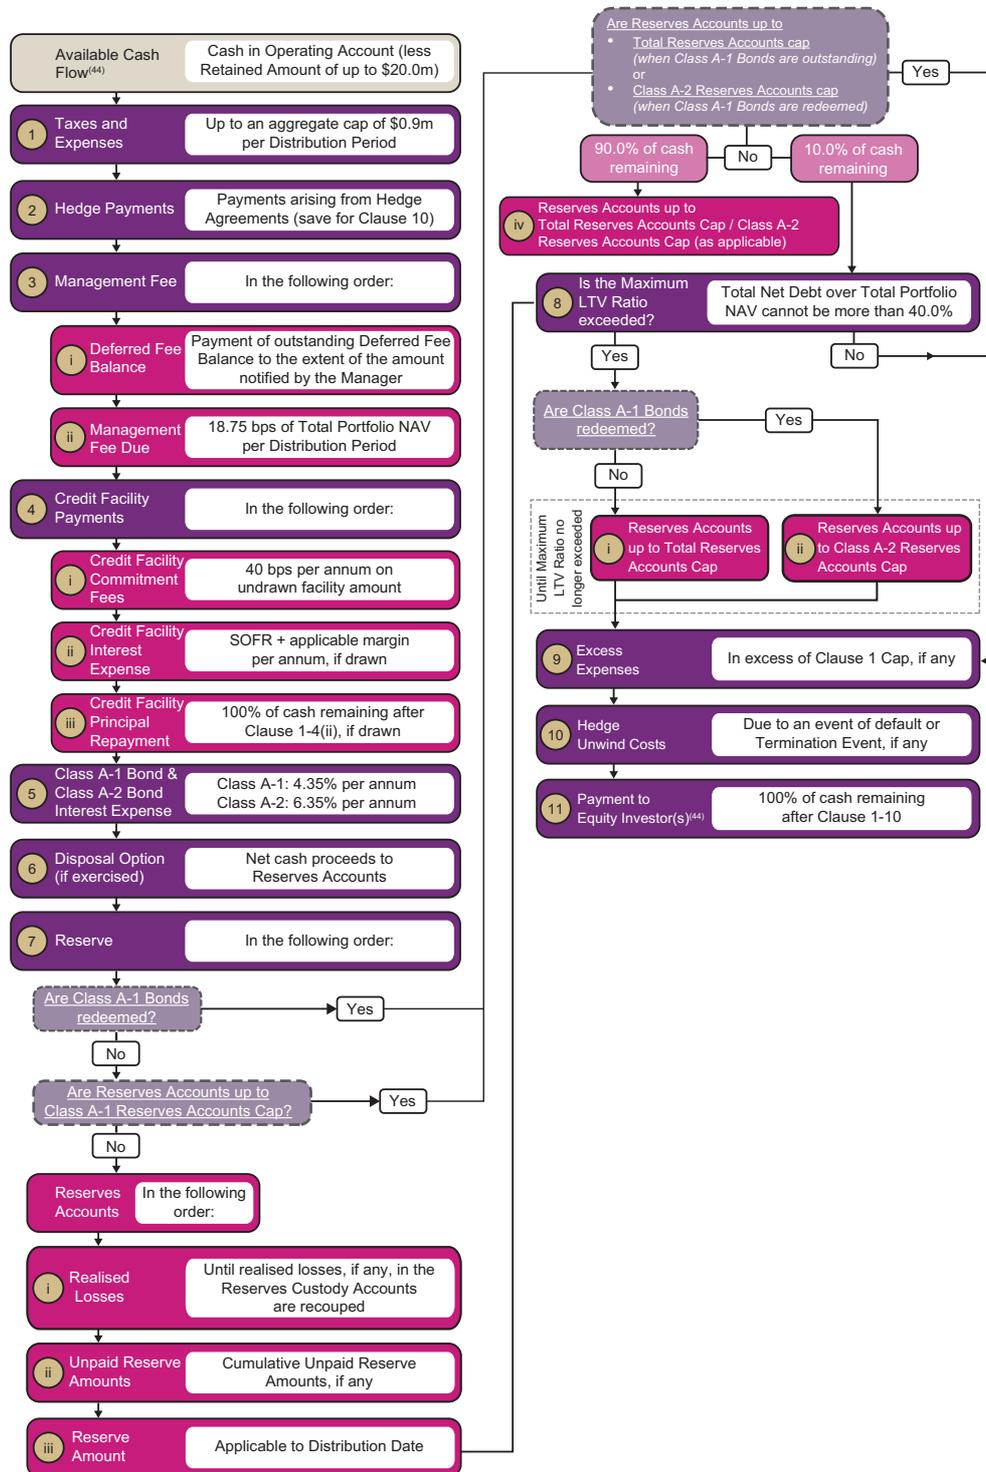 Available Cash
Flow(44)
Cash in Operating Account (less
Retained Amount of up to $20.0m)
1
Taxes and
Expenses
Up to an aggregate cap of $0.9m
per Distribution Period
2
Hedge Payments
Payments arising from Hedge
Agreements (save for Clause 10)
3
Management Fee
In the following order:
i
Deferred Fee
Balance
Payment of outstanding Deferred Fee
Balance to the extent of the amount
notified by the Manager
ii
Management
Fee Due
18.75 bps of Total Portfolio NAV
per Distribution Period
4
Credit Facility
Payments
In the following order:
i
Credit Facility
Commitment
Fees
40 bps per annum on
undrawn facility amount
ii
Credit Facility
Interest
Expense
SOFR + applicable margin
per annum, if drawn
iii
Credit Facility
Principal
Repayment
100% of cash remaining after
Clause 1-4(ii), if drawn
5
Class A-1 Bond &
Class A-2 Bond
Interest Expense
Class A-1: 4.35% per annum
Class A-2: 6.35% per annum
6
Disposal Option
(if exercised)
Net cash proceeds to
Reserves Accounts
7
Reserve
In the following order:
Are Class A-1 Bonds
redeemed?
Yes
No
Are Reserves Accounts up to
Class A-1 Reserves Accounts Cap?
Yes
No
Reserves
Accounts
In the following
order:
i
Realised
Losses
Until realised losses, if any, in the
Reserves Custody Accounts
are recouped
ii
Unpaid Reserve
Amounts
Cumulative Unpaid Reserve
Amounts, if any
iii
Reserve
Amount
Applicable to Distribution Date
Are Reserves Accounts up to
• Total Reserves Accounts cap
(when Class A-1 Bonds are outstanding)
or
• Class A-2 Reserves Accounts cap
(when Class A-1 Bonds are redeemed)
Yes
90.0% of cash
remaining
No
10.0% of cash
remaining
iv
Reserves Accounts up to
Total Reserves Accounts Cap / Class A-2
Reserves Accounts Cap (as applicable)
8
Is the Maximum
LTV Ratio
exceeded?
Total Net Debt over Total Portfolio
NAV cannot be more than 40.0%
Yes
No
Are Class A-1 Bonds
redeemed?
Yes
No
Until Maximum
LTV Ratio no
longer exceeded
i
Reserves Accounts
up to Total Reserves
Accounts Cap
ii
Reserves Accounts up
to Class A-2 Reserves
Accounts Cap
9
Excess
Expenses
In excess of Clause 1 Cap, if any
10
Hedge
Unwind Costs
Due to an event of default or
Termination Event, if any
11
Payment to
Equity Investor(s)(44)
100% of cash remaining
after Clause 1-10